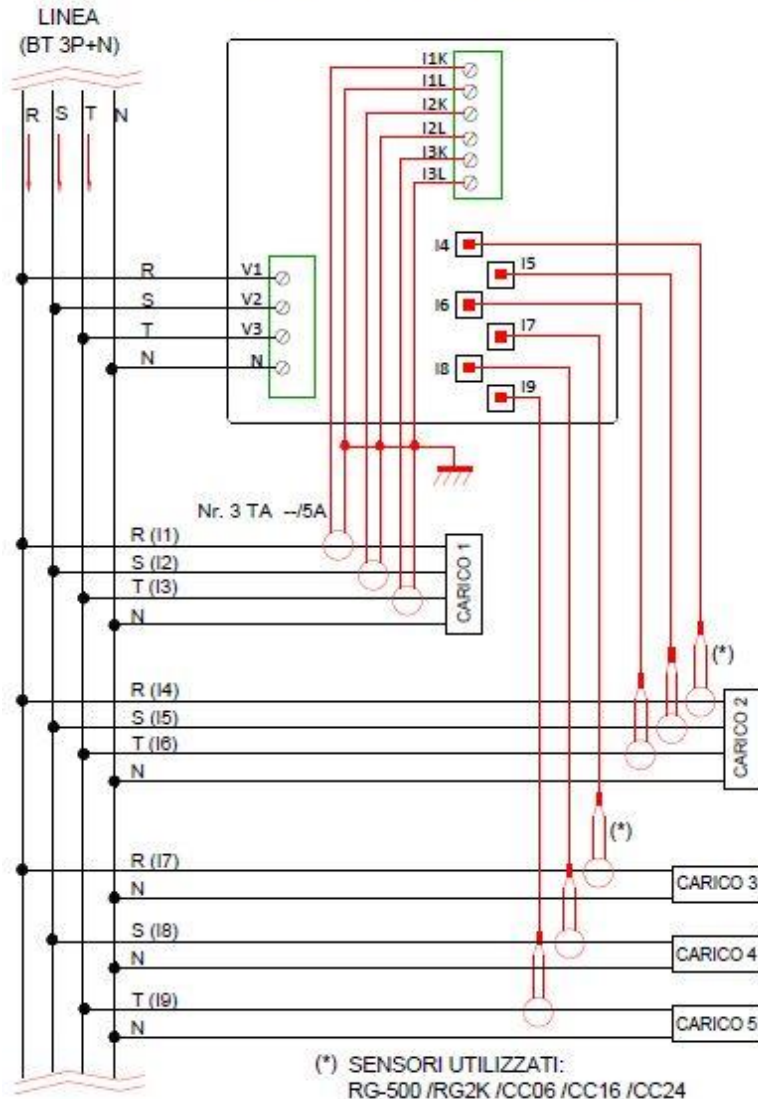 LINEA
(BT 3P+N)
R S T N
I1K
I1L
I2K
I2L
I3K
I3L
I4
I5
I6
I7
I8
I9
R V1
S V2
T V3
N N
Nr. 3 TA --/5A
R (I1)
S (I2)
T (I3)
N
CARICO 1
(*)
R (I4)
S (I5)
T (I6)
N
CARICO 2
(*)
R (I7)
N
CARICO 3
S (I8)
N
CARICO 4
T (I9)
N
CARICO 5
(*) SENSORI UTILIZZATI:
RG-500 /RG2K /CC06 /CC16 /CC24